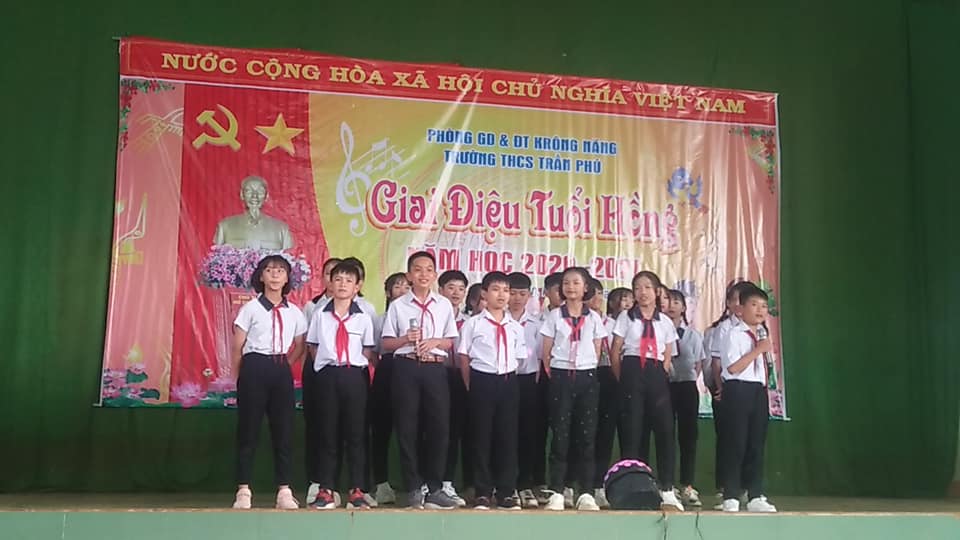 NƯỚC CỘNG HÒA XÃ HỘI CHỦ NGHĨA VIỆT NAM
PHÒNG GD & ĐT KRÔNG NĂNG
TRƯỜNG THCS TRẦN PHÚ
Giai Điệu Tuổi Hồng
NĂM HỌC 2020